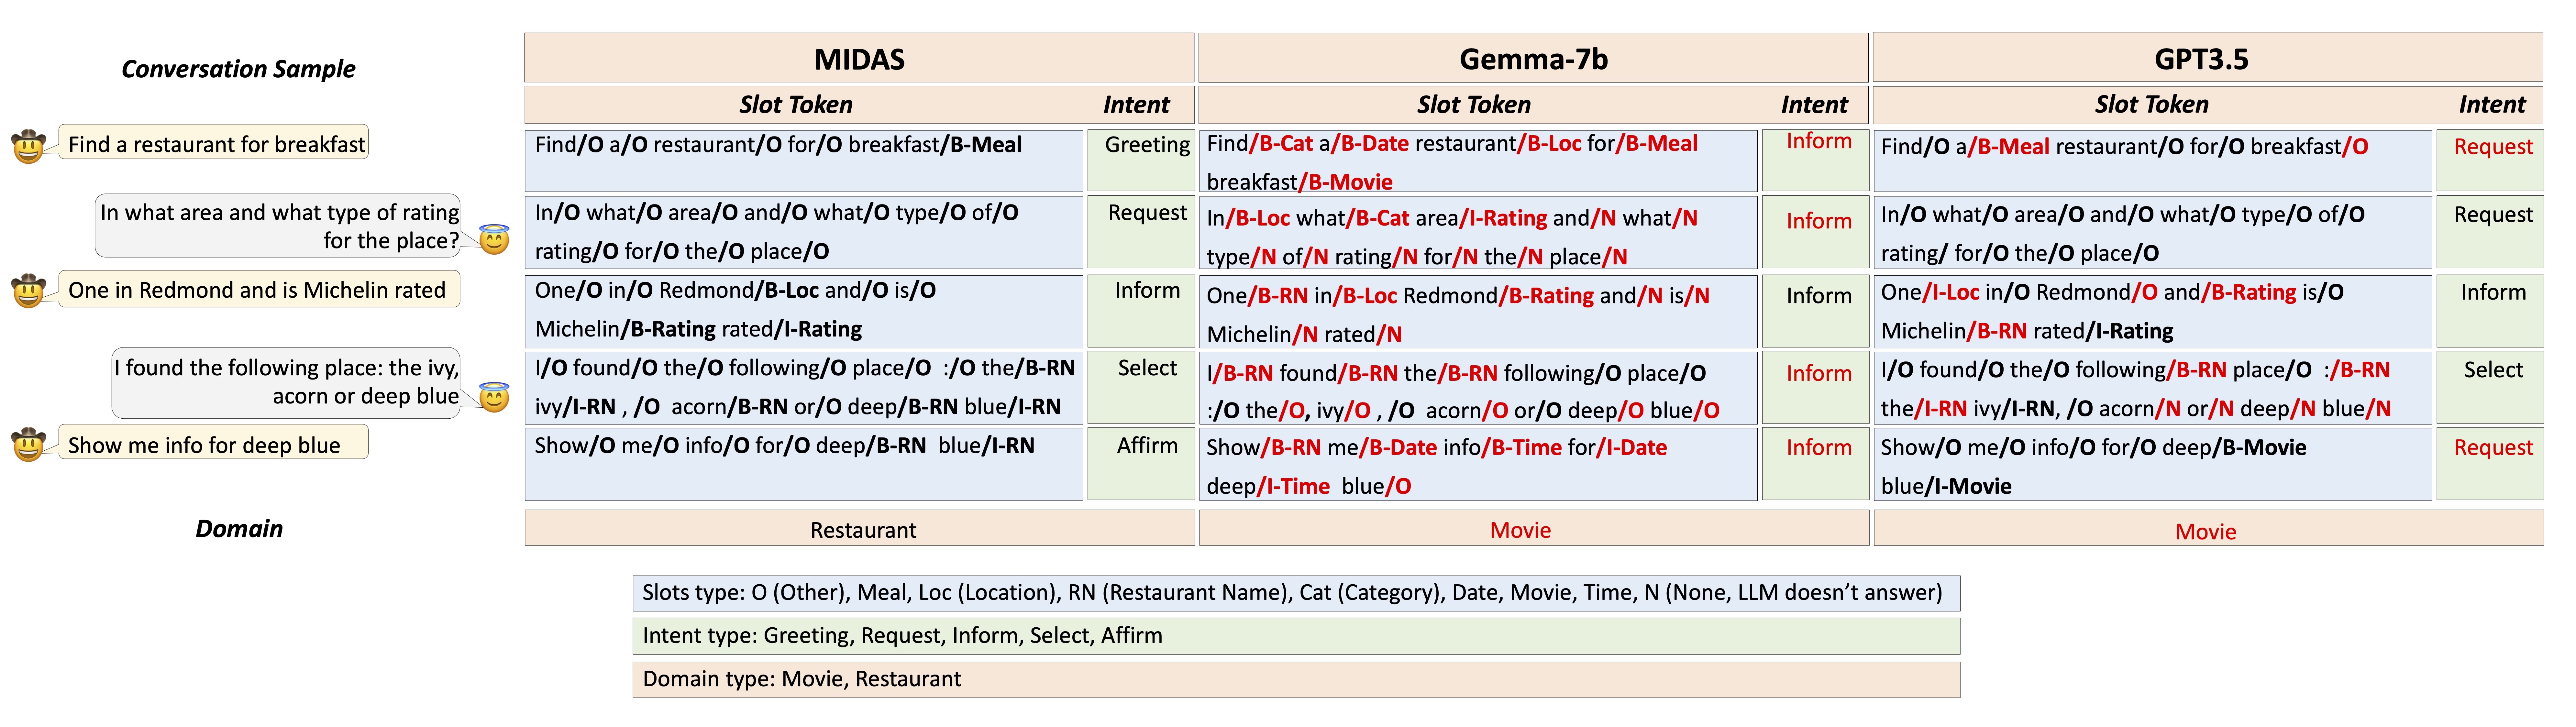 Conversation Sample
MIDAS
Gemma-7b
GPT3.5
Slot Token
Intent
Slot Token
Intent
Slot Token
Intent
Find a restaurant for breakfast
Find/O a/O restaurant/O for/O breakfast/B-Meal
Greeting
Find/B-Cat a/B-Date restaurant/B-Loc for/B-Meal
breakfast/B-Movie
Inform
Find/O a/B-Meal restaurant/O for/O breakfast/O
Request
In what area and what type of rating
for the place?
In/O what/O area/O and/O what/O type/O of/O
rating/O for/O the/O place/O
Request
In/B-Loc what/B-Cat area/I-Rating and/N what/N
type/N of/N rating/N for/N the/N place/N
Inform
In/O what/O area/O and/O what/O type/O of/O
rating/ for/O the/O place/O
Request
One in Redmond and is Michelin rated
One/O in/O Redmond/B-Loc and/O is/O
Michelin/B-Rating rated/I-Rating
Inform
One/B-RN in/B-Loc Redmond/B-Rating and/N is/N
Michelin/N rated/N
Inform
One/I-Loc in/O Redmond/O and/B-Rating is/O
Michelin/B-RN rated/I-Rating
Inform
I found the following place: the ivy,
acorn or deep blue
I/O found/O the/O following/O place/O :/O the/B-RN
ivy/I-RN , /O acorn/B-RN or/O deep/B-RN blue/I-RN
Select
I/B-RN found/B-RN the/B-RN following/O place/O
:/O the/O, ivy/O , /O acorn/O or/O deep/O blue/O
Inform
I/O found/O the/O following/B-RN place/O :/B-RN
the/I-RN ivy/I-RN, /O acorn/N or/N deep/N blue/N
Select
Show me info for deep blue
Show/O me/O info/O for/O deep/B-RN blue/I-RN
Affirm
Show/B-RN me/B-Date info/B-Time for/I-Date
deep/I-Time blue/O
Inform
Show/O me/O info/O for/O deep/B-Movie
blue/I-Movie
Request
Domain
Restaurant
Movie
Movie
Slots type: O (Other), Meal, Loc (Location), RN (Restaurant Name), Cat (Category), Date, Movie, Time, N (None, LLM doesn’t answer)
Intent type: Greeting, Request, Inform, Select, Affirm
Domain type: Movie, Restaurant